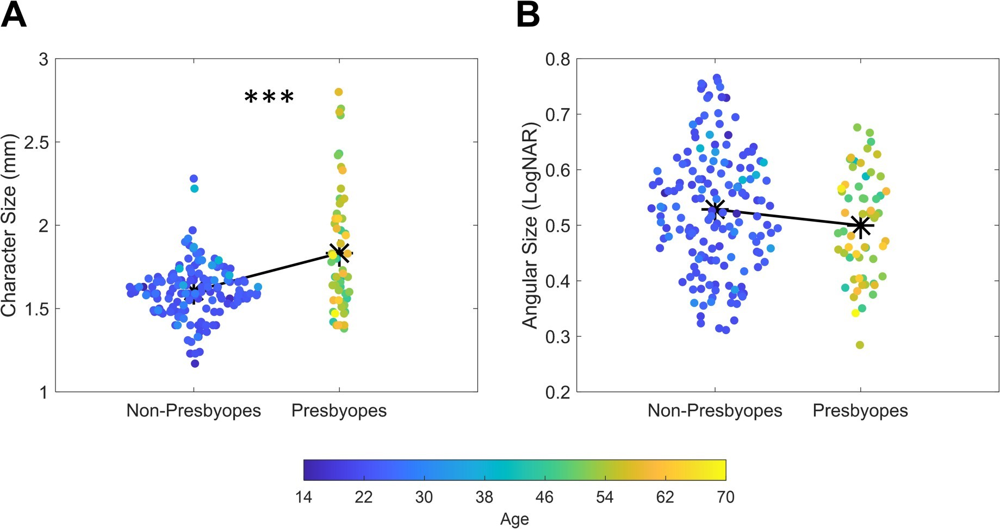 A
B
3
2.5
2
1.5
1
Character Size (mm)
***
Non-Presbyopes Presbyopes
0.8
0.7
0.6
0.5
0.4
0.3
0.2
Angular Size (LogNAR)
Non-Presbyopes Presbyopes
14 22 30 38 46 54 62 70
Age